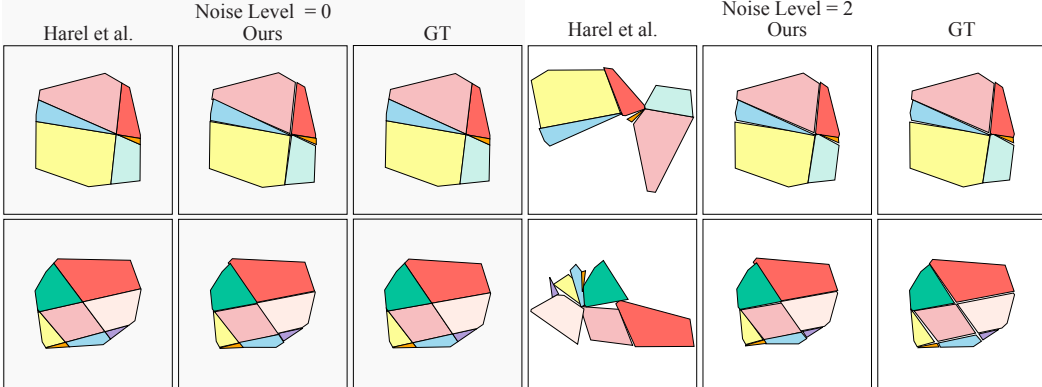 Noise Level = 0
Noise Level = 2
Harel et al.
Ours
GT
Harel et al.
Ours
GT